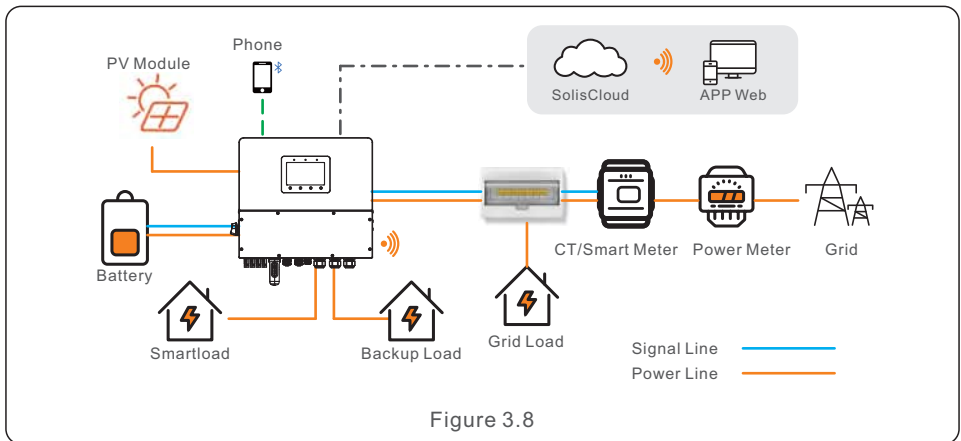 Phone
PV Module
SolisCloud
APP Web
Battery
CT/Smart Meter
Power Meter
Grid
Smartload
Backup Load
Grid Load
Signal Line
Power Line
Figure 3.8